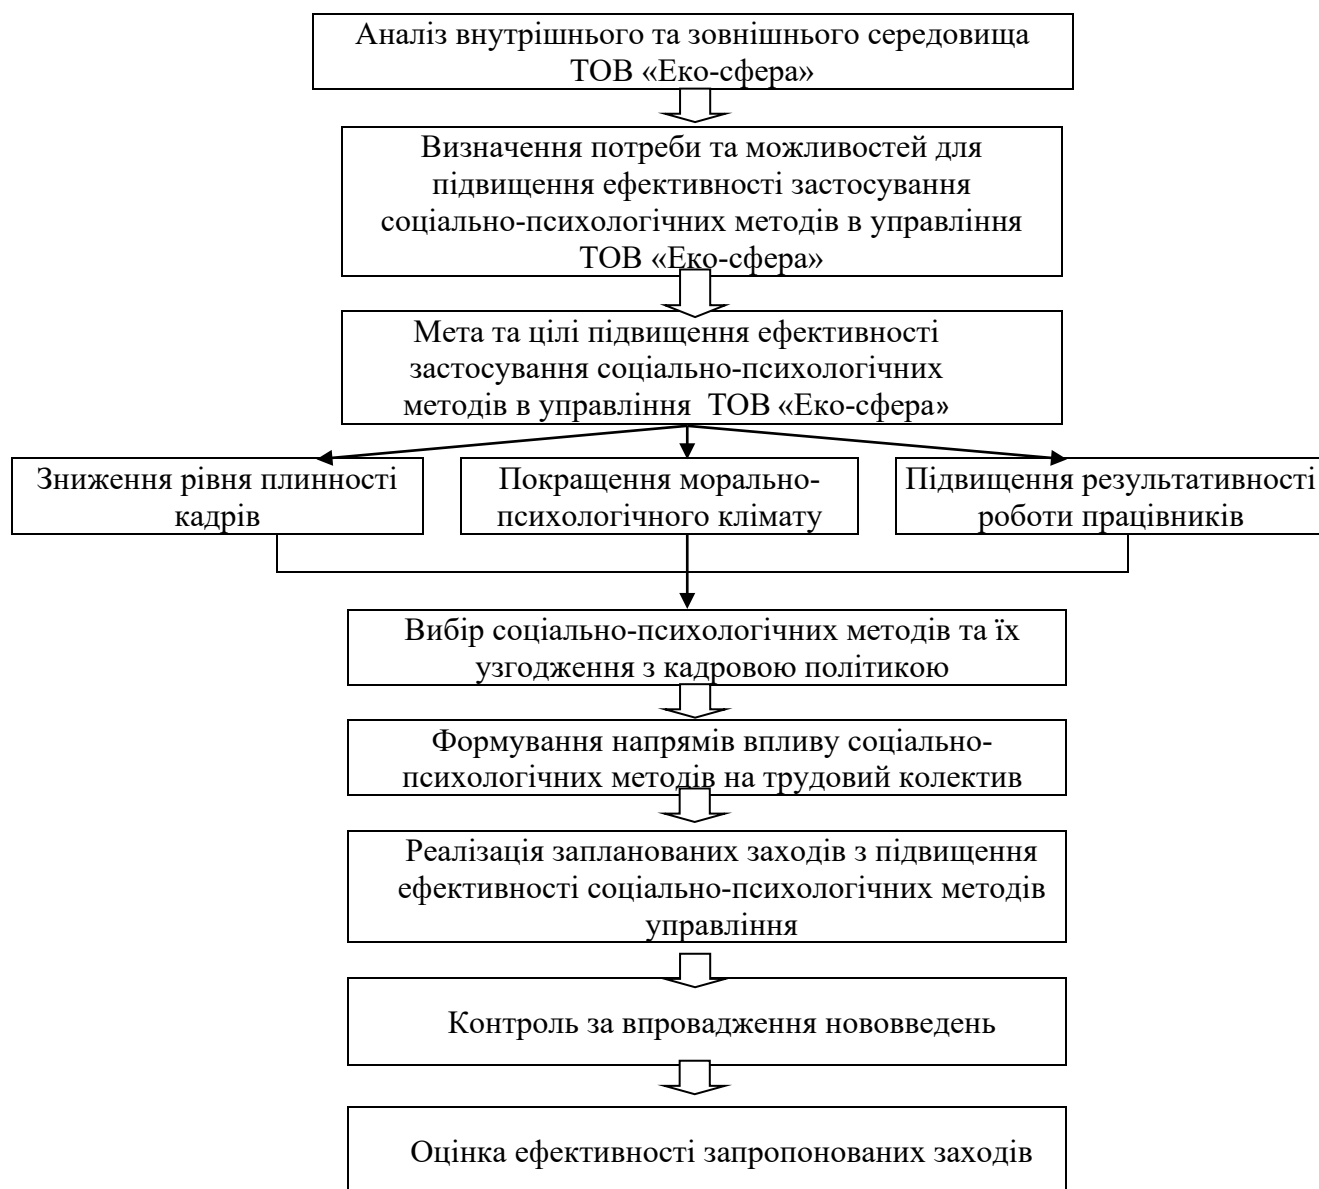 Аналіз внутрішнього та зовнішнього середовища
ТОВ «Еко-сфера»
Визначення потреби та можливостей для
підвищення ефективності застосування
соціально-психологічних методів в управління
ТОВ «Еко-сфера»
Мета та цілі підвищення ефективності
застосування соціально-психологічних
методів в управління ТОВ «Еко-сфера»
Зниження рівня плинності
кадрів
Покращення морально-
психологічного клімату
Підвищення результативності
роботи працівників
Вибір соціально-психологічних методів та їх
узгодження з кадровою політикою
Формування напрямів впливу соціально-
психологічних методів на трудовий колектив
Реалізація запланованих заходів з підвищення
ефективності соціально-психологічних методів
управління
Контроль за впровадження нововведень
Оцінка ефективності запропонованих заходів